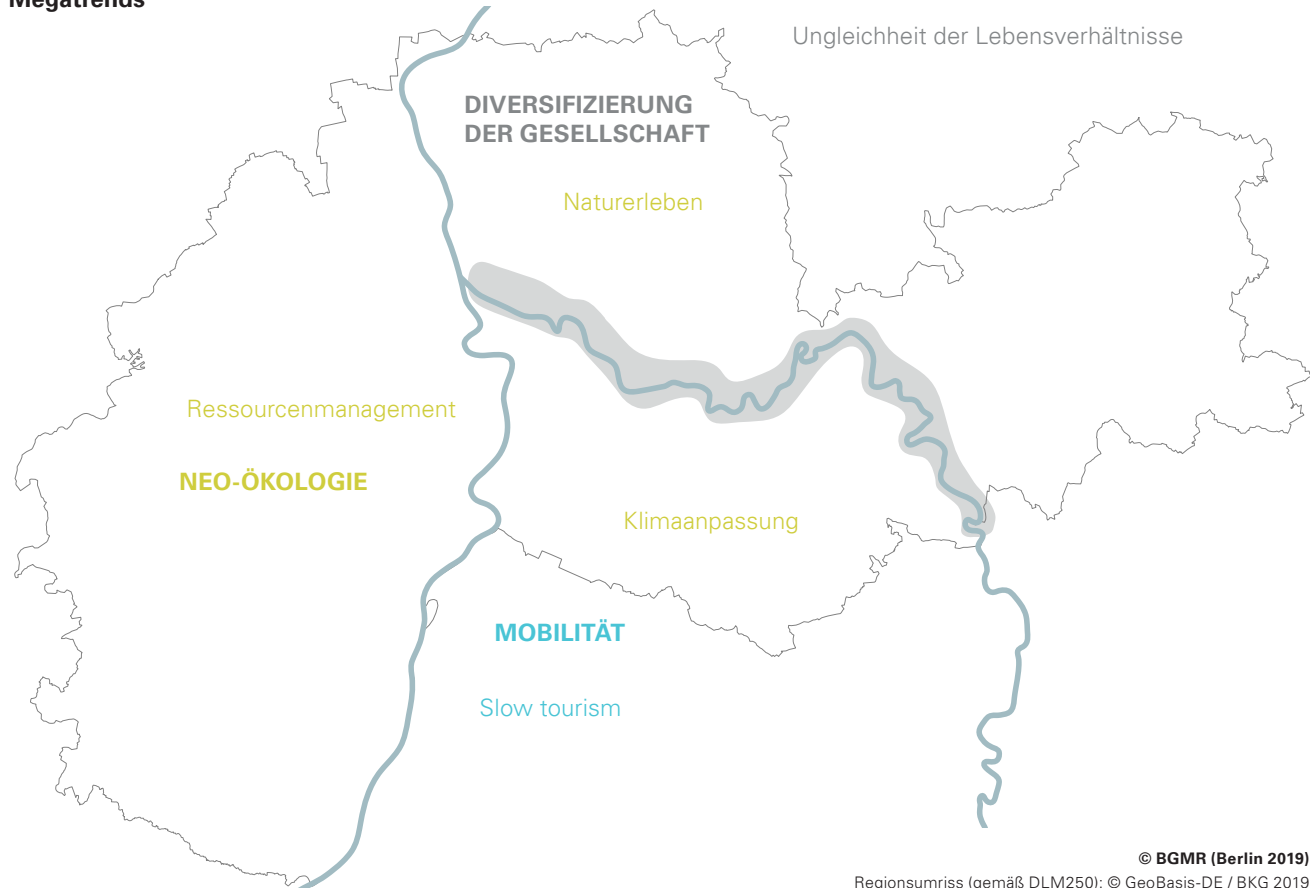 Megatrends
Ungleichheit der Lebensverhältnisse
DIVERSIFIZIERUNG
DER GESELLSCHAFT
Naturerleben
Ressourcenmanagement
NEO-ÖKOLOGIE
Klimaanpassung
MOBILITÄT
Slow tourism
© BGMR (Berlin 2019)
Regionsumriss (gemäß DLM250): © GeoBasis-DE / BKG 2019